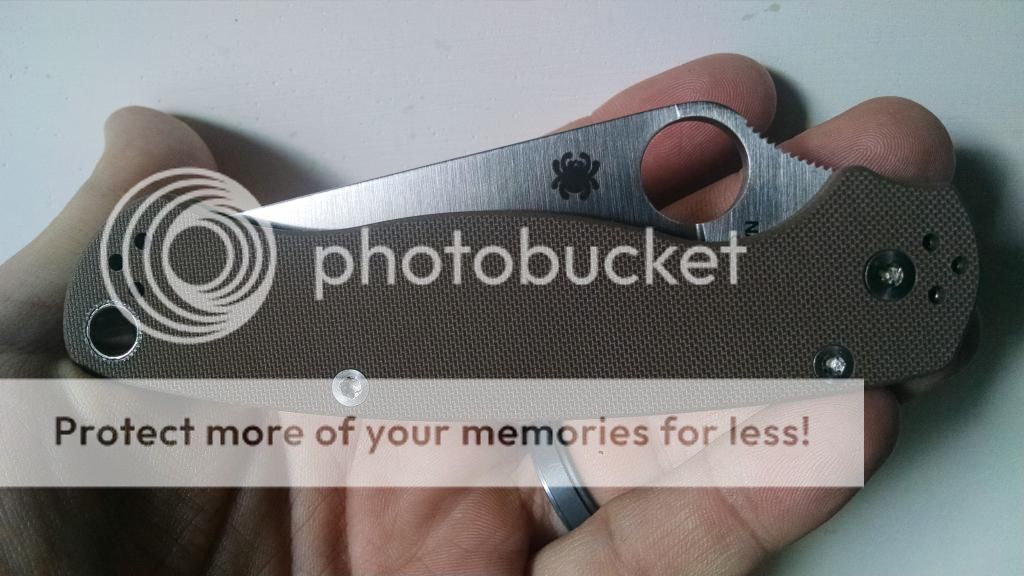 photobucket
Protect more of your memories for less!
N